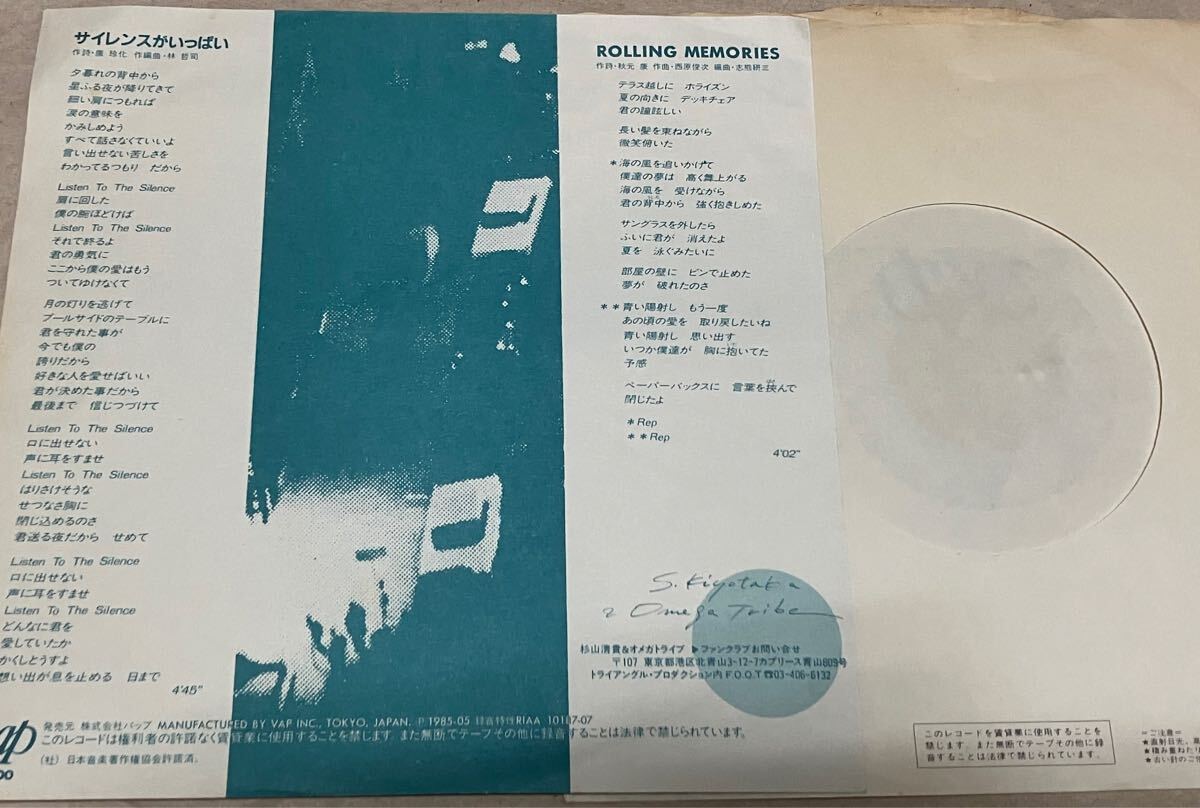 サイレンスがいっぱい
作詩・康 珍化 作編曲・林 哲司
夕暮れの背中から
星ふる夜が降りてきて
細い肩につもれば
涙の意味を
かみしめよう
すべて話さなくていいよ
言い出せない苦しさを
わかってるつもり だから
Listen To The Silence
肩に回した
僕の腕ほどけば
Listen To The Silence
それで終るよ
君の勇気に
ここから僕の愛はもう
ついてゆけなくて
月の灯りを逃げて
プールサイドのテーブルに
君を守れた事が
今でも僕の
誇りだから
好きな人を愛せばいい
君が決めた事だから
最後まで 信じつづけて
Listen To The Silence
口に出せない
声に耳をすませ
Listen To The Silence
はりさけそうな
せつなさ胸に
閉じ込めるのさ
君送る夜だから せめて
Listen To The Silence
口に出せない
声に耳をすませ
Listen To The Silence
どんなに君を
愛していたか
かくしとうすよ
想い出が息を止める 日まで
4'45"
ROLLING MEMORIES
作詩・秋元 康 作曲・西原俊次 編曲・志熊研三
テラス越しに ホライズン
夏の向きに デッキチェア
君の瞳眩しい
長い髪を束ねながら
微笑俯いた
*海の風を追いかけて
僕達の夢は 高く舞上がる
海の風を 受けながら
君の背中から 強く抱きしめた
サングラスを外したら
ふいに君が 消えたよ
夏を 泳ぐみたいに
部屋の壁に ピンで止めた
夢が 破れたのさ
**青い陽射し もう一度
あの頃の愛を 取り戻したいね
青い陽射し 思い出す
いつか僕達が 胸に抱いてた
予感
ペーパーバックスに 言葉を挟んで
閉じたよ
*Rep
**Rep
4'02"
S. Kiyotaka
& Omega Tribe
杉山清貴&オメガトライブ ▶ファンクラブお問い合せ
〒107 東京都港区北青山3-12-7カプリース青山809号
トライアングル・プロダクション内 F.O.O.T ☎03-406-6132
発売元 株式会社バップ MANUFACTURED BY VAP INC., TOKYO, JAPAN. Ⓟ 1985-05 録音特性RIAA 10107-07
このレコードは権利者の許諾なく賃貸業に使用することを禁じます。また無断でテープその他に録音することは法律で禁じられています。
(社)日本音楽著作権協会許諾済。
このレコードを賃貸業に使用することを
禁じます。また無断でテープその他に録
音することは法律で禁じられています。
=ご注意=
★直射日光、高
★積み重ねたり
★古い針のご使